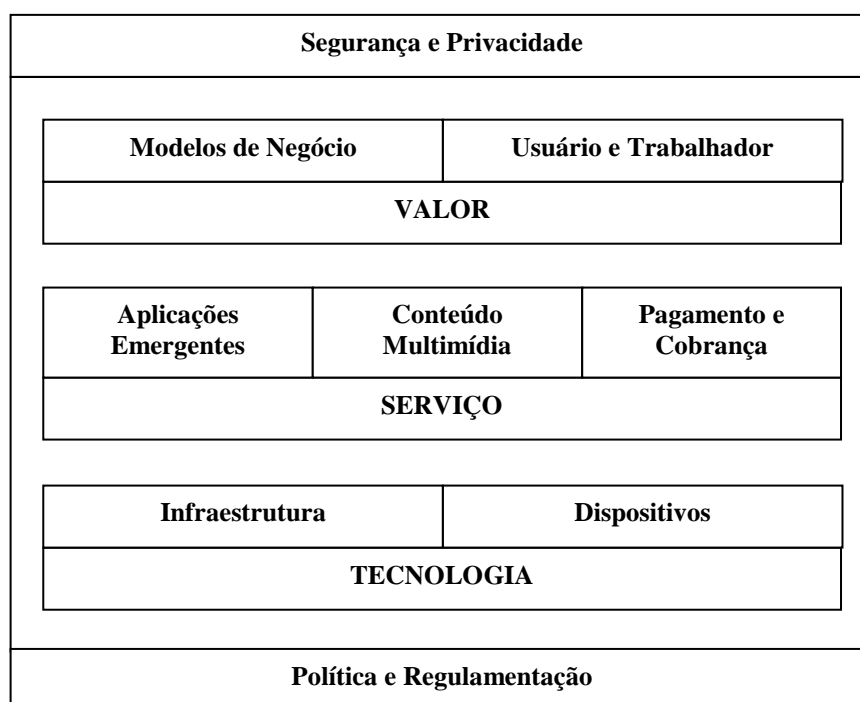 Segurança e Privacidade
Modelos de Negócio
Usuário e Trabalhador
VALOR
Aplicações
Emergentes
Conteúdo
Multimídia
Pagamento e
Cobrança
SERVIÇO
Infraestrutura
Dispositivos
TECNOLOGIA
Política e Regulamentação